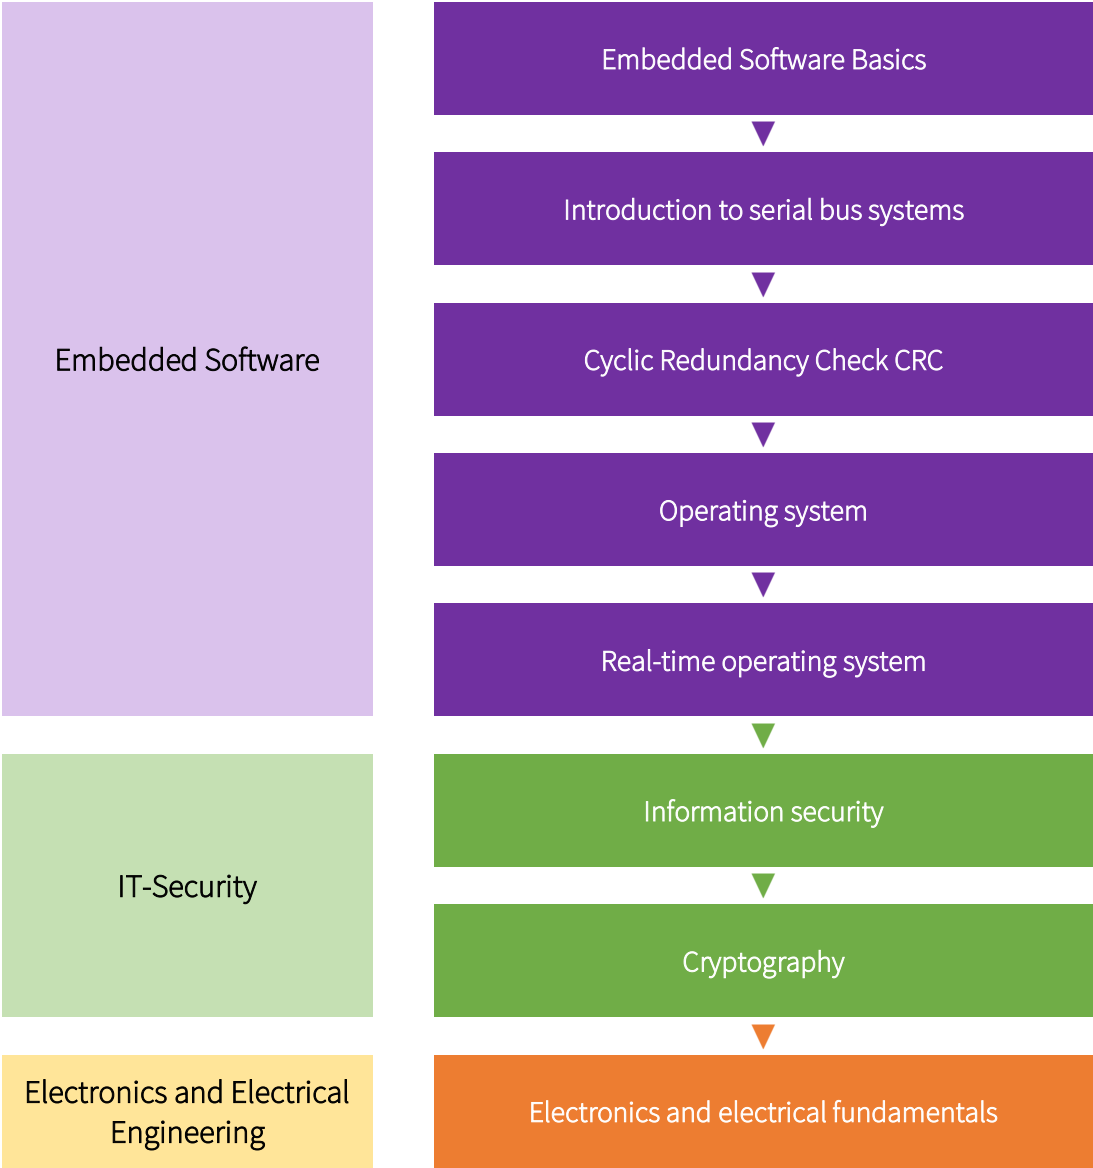 Embedded Software
Embedded Software Basics
Introduction to serial bus systems
Cyclic Redundancy Check CRC
Operating system
Real-time operating system
IT-Security
Information security
Cryptography
Electronics and Electrical
Engineering
Electronics and electrical fundamentals